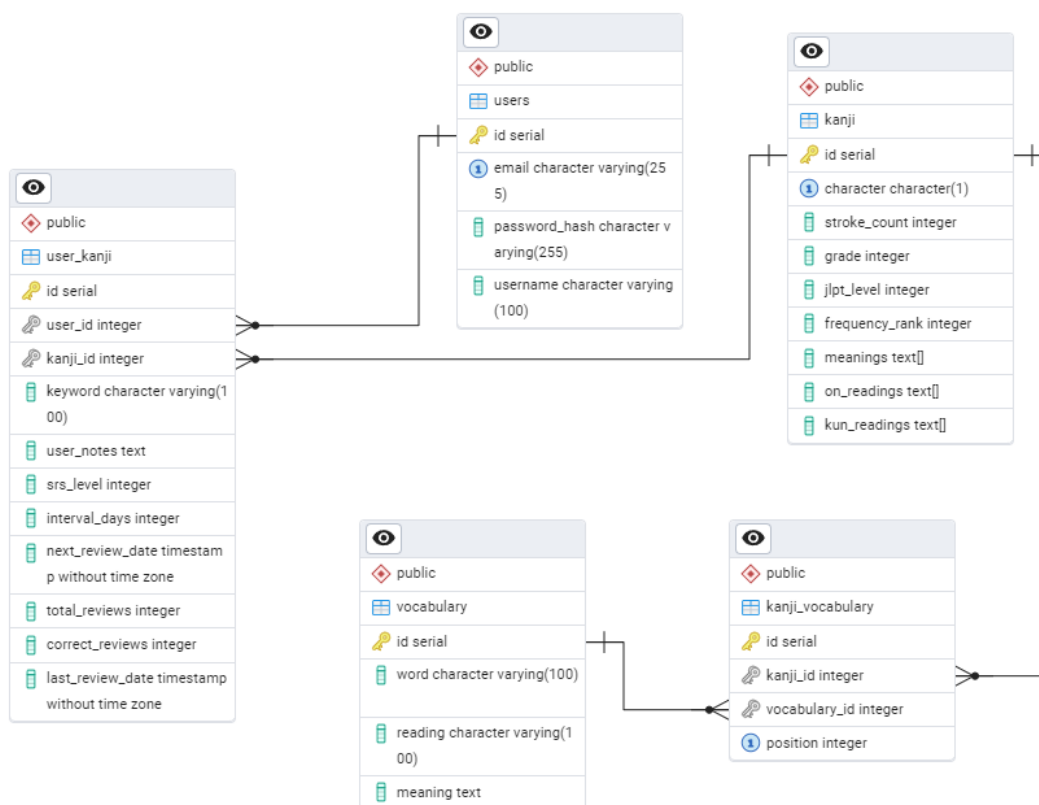 public
users
id serial
email character varying(25
5)
password_hash character v
arying(255)
username character varying
(100)
public
kanji
id serial
character character(1)
stroke_count integer
grade integer
jlpt_level integer
frequency_rank integer
meanings text[]
on_readings text[]
kun_readings text[]
public
user_kanji
id serial
user_id integer
kanji_id integer
keyword character varying(1
00)
user_notes text
srs_level integer
interval_days integer
next_review_date timestam
p without time zone
total_reviews integer
correct_reviews integer
last_review_date timestamp
without time zone
public
vocabulary
id serial
word character varying(100)
reading character varying(1
00)
meaning text
public
kanji_vocabulary
id serial
kanji_id integer
vocabulary_id integer
1 position integer